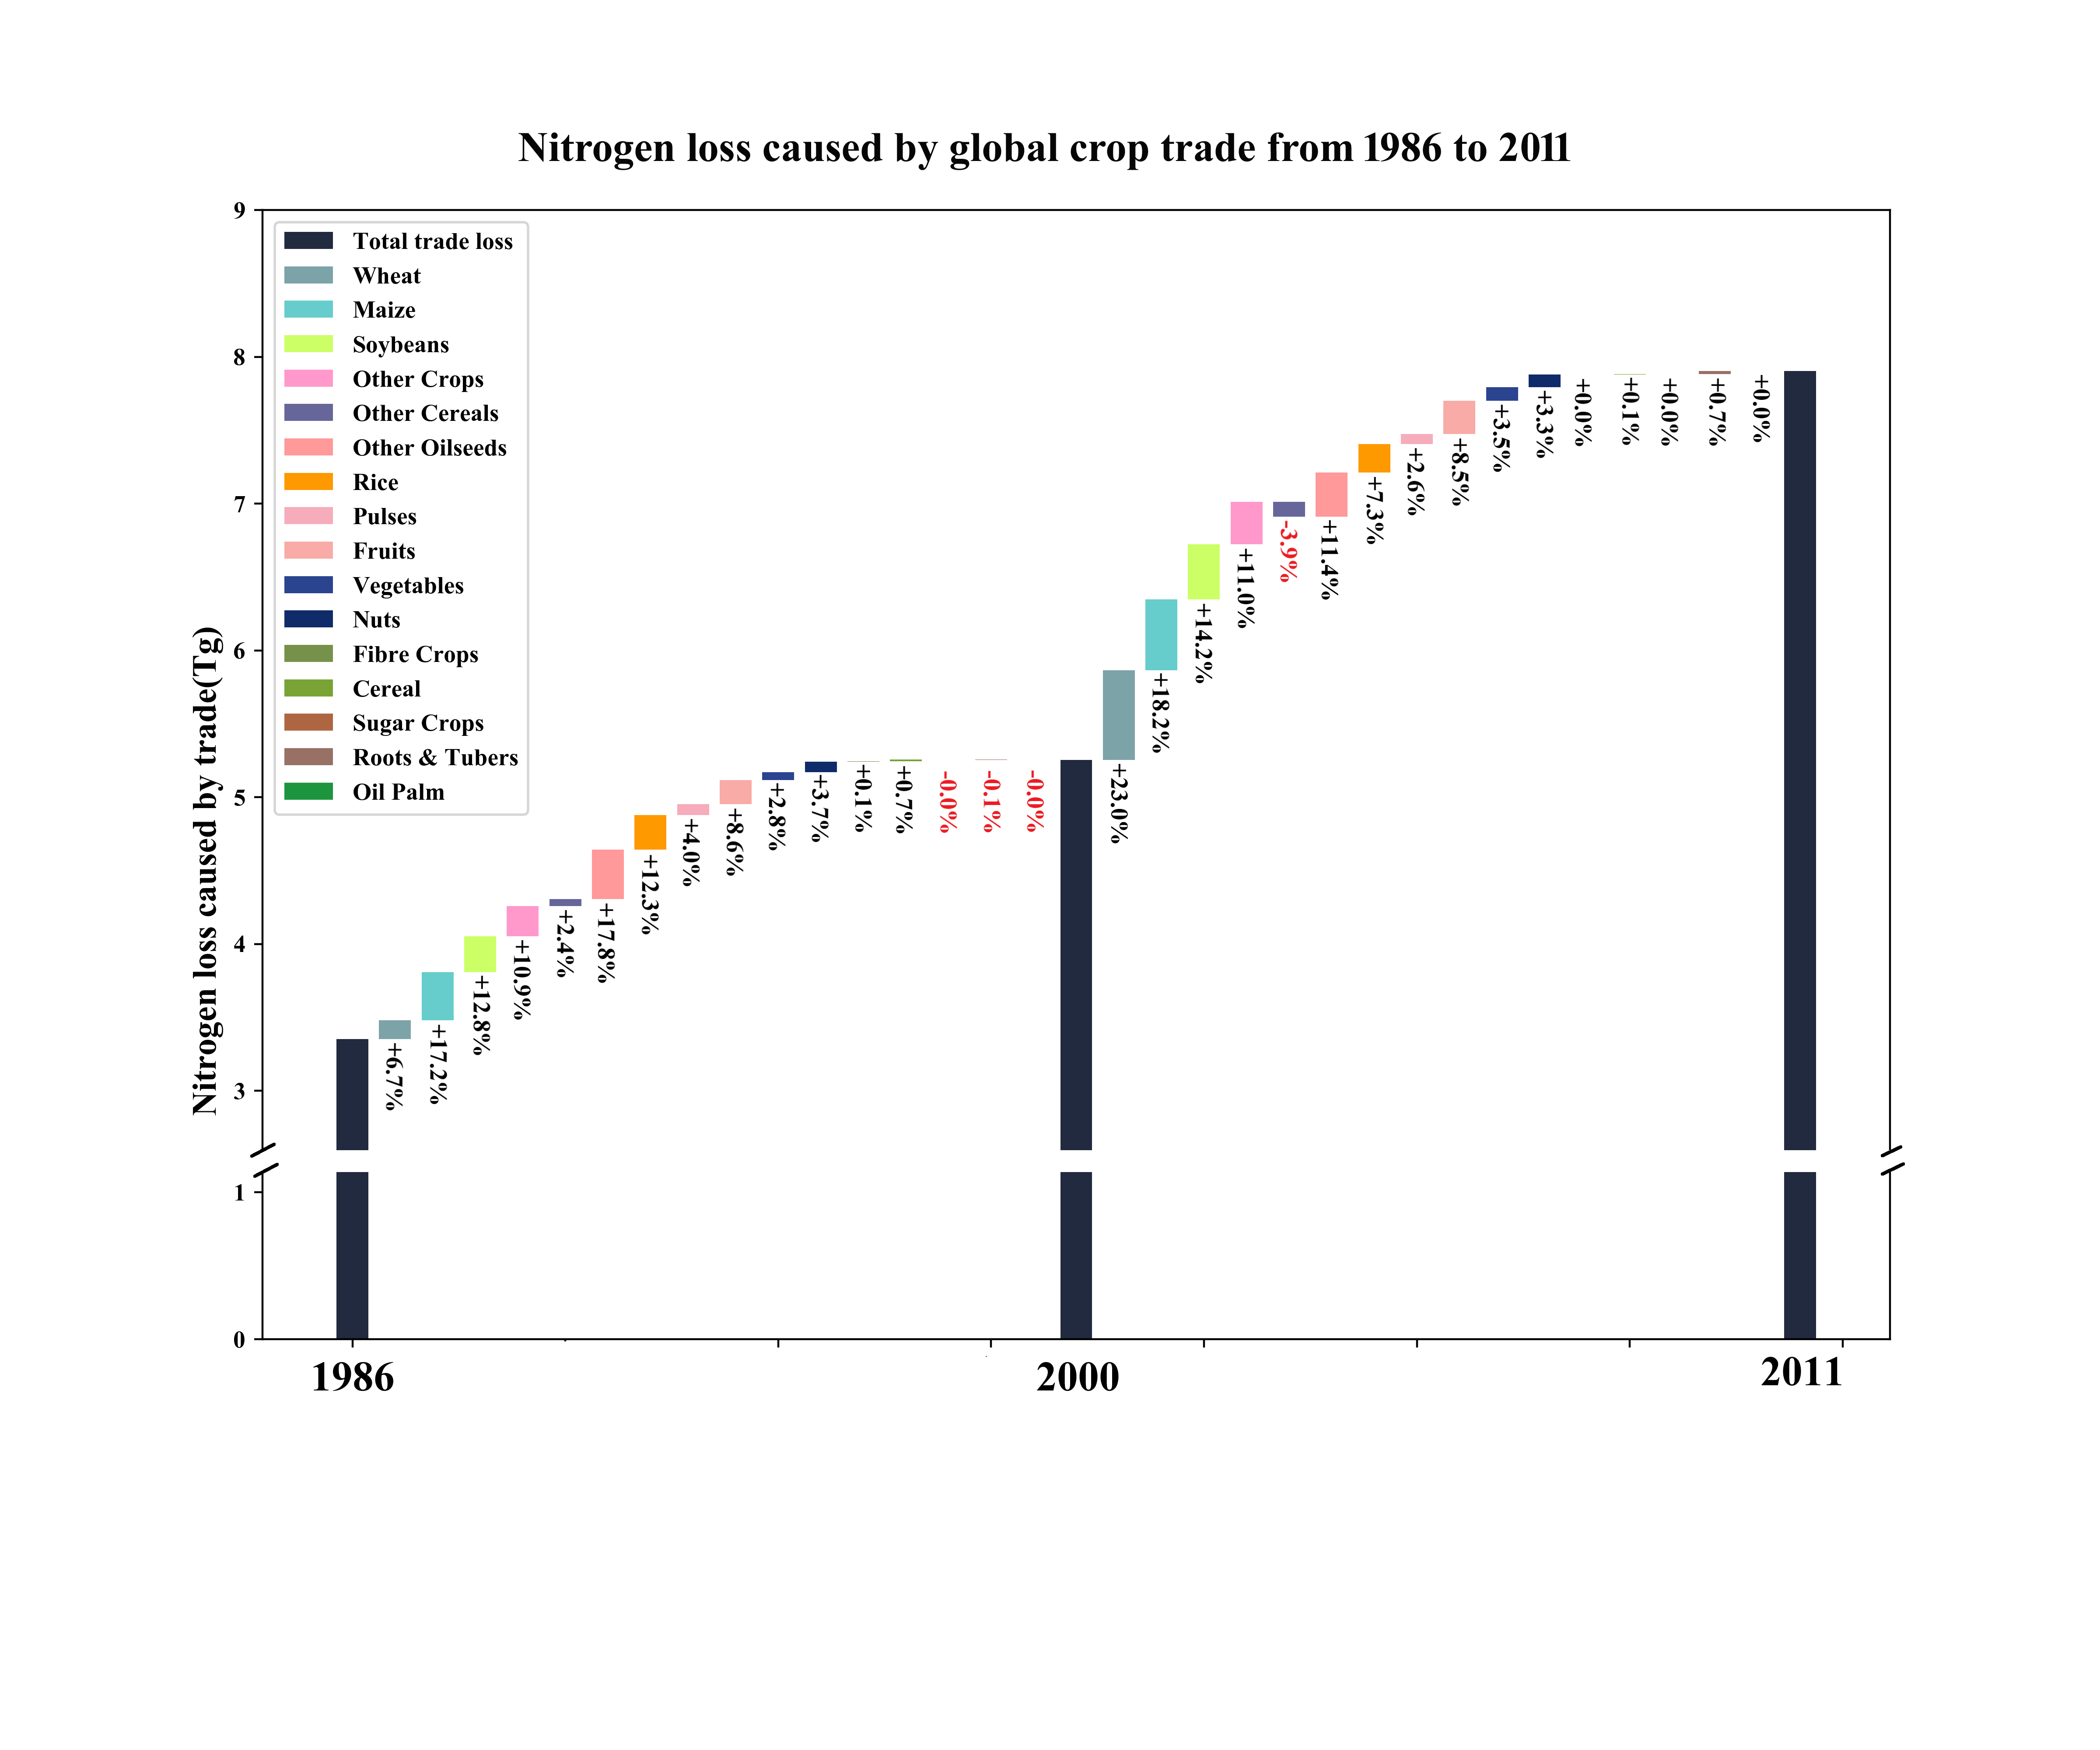 Nitrogen loss caused by global crop trade from 1986 to 2011
Nitrogen loss caused by trade(Tg)
9
8
7
6
5
4
3
1
0
Total trade loss
Wheat
Maize
Soybeans
Other Crops
Other Cereals
Other Oilseeds
Rice
Pulses
Fruits
Vegetables
Nuts
Fibre Crops
Cereal
Sugar Crops
Roots & Tubers
Oil Palm
+6.7%
+17.2%
+12.8%
+10.9%
+2.4%
+17.8%
+12.3%
+4.0%
+8.6%
+2.8%
+3.7%
+0.1%
+0.7%
-0.0%
-0.1%
-0.0%
+23.0%
+18.2%
+14.2%
+11.0%
-3.9%
+11.4%
+7.3%
+2.6%
+8.5%
+3.5%
+3.3%
+0.0%
+0.1%
+0.0%
+0.7%
+0.0%
1986
2000
2011